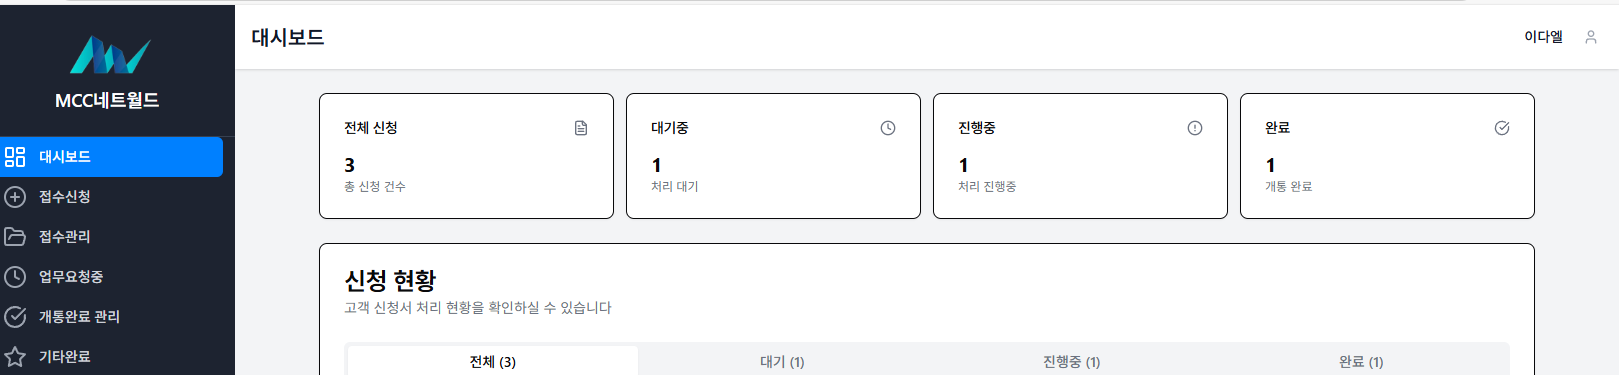 MCC네트월드
대시보드
접수신청
접수관리
업무요청중
개통완료 관리
기타완료
대시보드
이다엘
전체 신청
3
총 신청 건수
대기중
1
처리 대기
진행중
1
처리 진행중
완료
1
개통 완료
신청 현황
고객 신청서 처리 현황을 확인하실 수 있습니다
전체 (3)
대기 (1)
진행중 (1)
완료 (1)